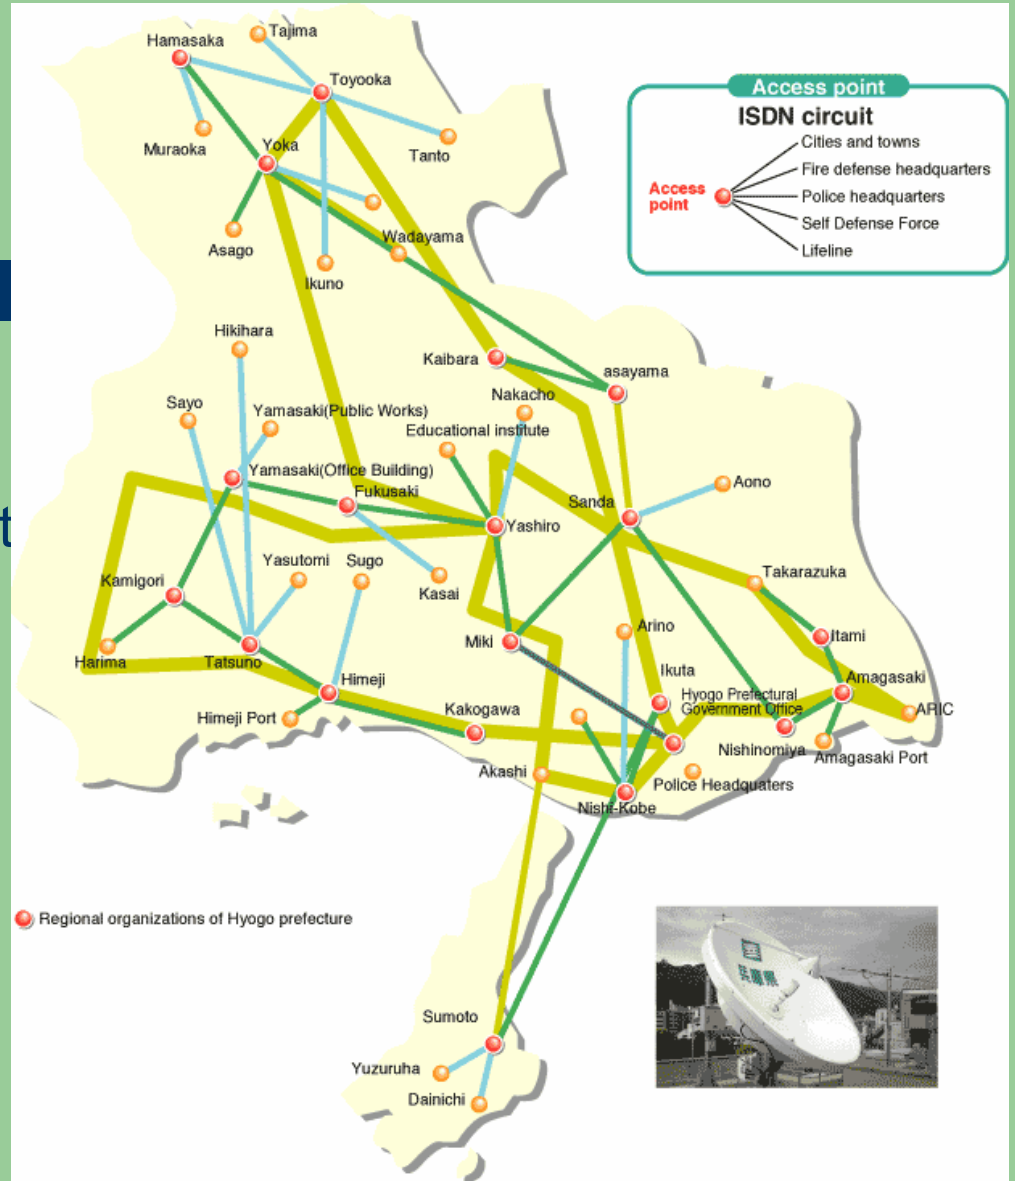 Tajima
Hamasaka
Toyooka
Muraoka
Yoka
Tanto
Access point
ISDN circuit
Cities and towns
Fire defense headquarters
Access
point
Police headquarters
Self Defense Force
Lifeline
Asago
Wadayama
Ikuno
Hikihara
Kaibara
asayama
Sayo
Nakacho
Yamasaki(Public Works)
Educational institute
Yamasaki(Office Building)
Fukusaki
Aono
Sanda
Yashiro
t
Yasutomi
Sugo
Takarazuka
Kamigori
Kasai
Harima
Tatsuno
Miki
Arino
Itami
Himeji
Ikuta
Amagasaki
Hyogo Prefectural
Government Office
Himeji Port
Kakogawa
ARIC
Nishinomiya
Amagasaki Port
Akashi
Police Headquaters
Nishi-Kobe
Regional organizations of Hyogo prefecture
兵庫県
Sumoto
Yuzuruha
Dainichi